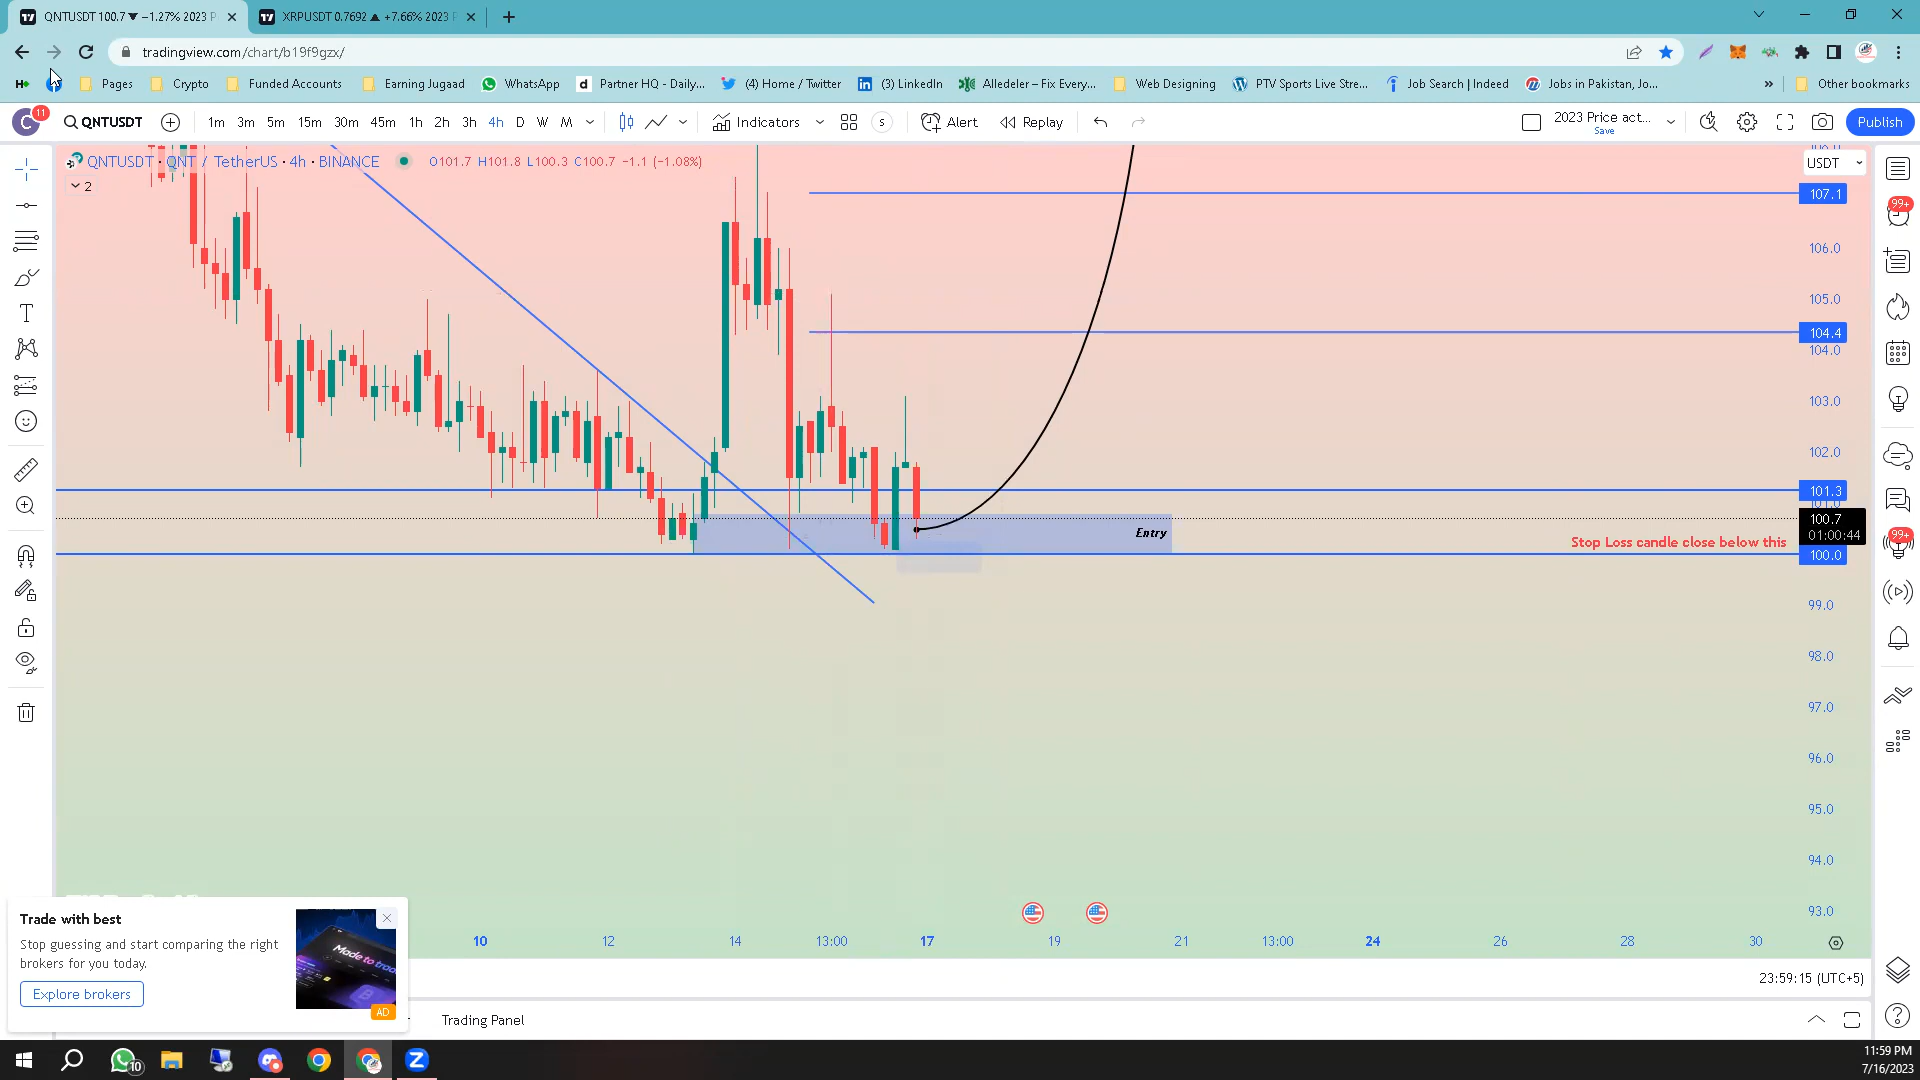 QNTUSDT 100.7 ▼ −1.27% 2023 P
XRPUSDT 0.7692 ▲ +7.66% 2023 P
tradingview.com/chart/b19f9gzx/
Pages
Crypto
Funded Accounts
Earning Jugaad
WhatsApp
Partner HQ - Daily...
(4) Home / Twitter
(3) LinkedIn
Alledeler – Fix Every...
Web Designing
PTV Sports Live Stre...
Job Search | Indeed
Jobs in Pakistan, Jo...
»
Other bookmarks
C 11
QNTUSDT
1m 3m 5m 15m 30m 45m 1h 2h 3h 4h D W M
Indicators
S
Alert
Replay
2023 Price act...
Save
Publish
QNTUSDT · QNT / TetherUS · 4h · BINANCE
O101.7 H101.8 L100.3 C100.7 −1.1 (−1.08%)
2
USDT
107.1
106.0
105.0
104.4
104.0
103.0
102.0
101.3
100.7
01:00:44
100.0
99.0
98.0
97.0
96.0
95.0
94.0
93.0
Entry
Stop Loss candle close below this
99+
99+
10 12 14 13:00 17 19 21 13:00 24 26 28 30
23:59:15 (UTC+5)
Trade with best
Stop guessing and start comparing the right
brokers for you today.
Explore brokers
Made to trad
AD
Trading Panel
10
11:59 PM
7/16/2023